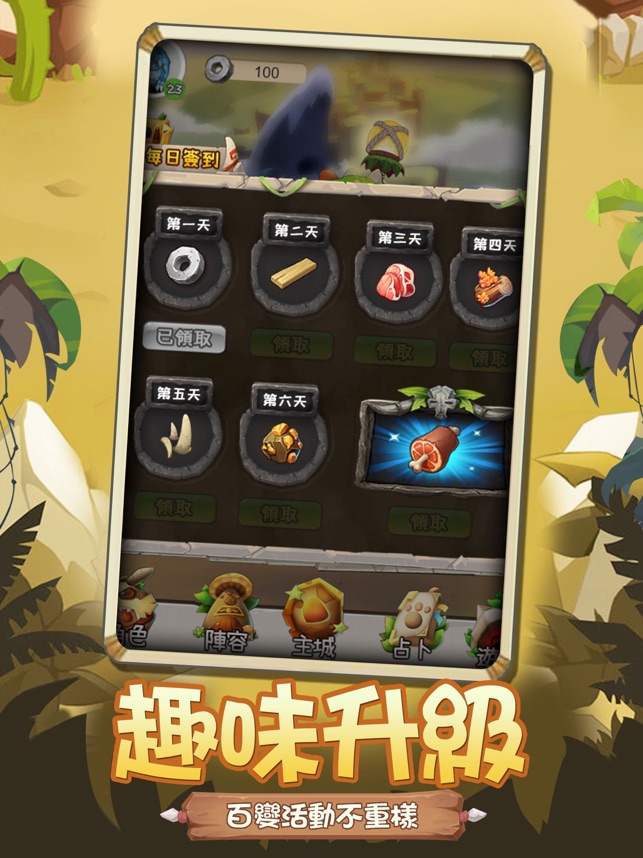 23
100
每日簽到
第一天
第二天
第三天
第四天
已領取
領取
領取
領取
第五天
第六天
領取
領取
領取
陣容
主城
占卜
趣味升級
百變活動不重樣